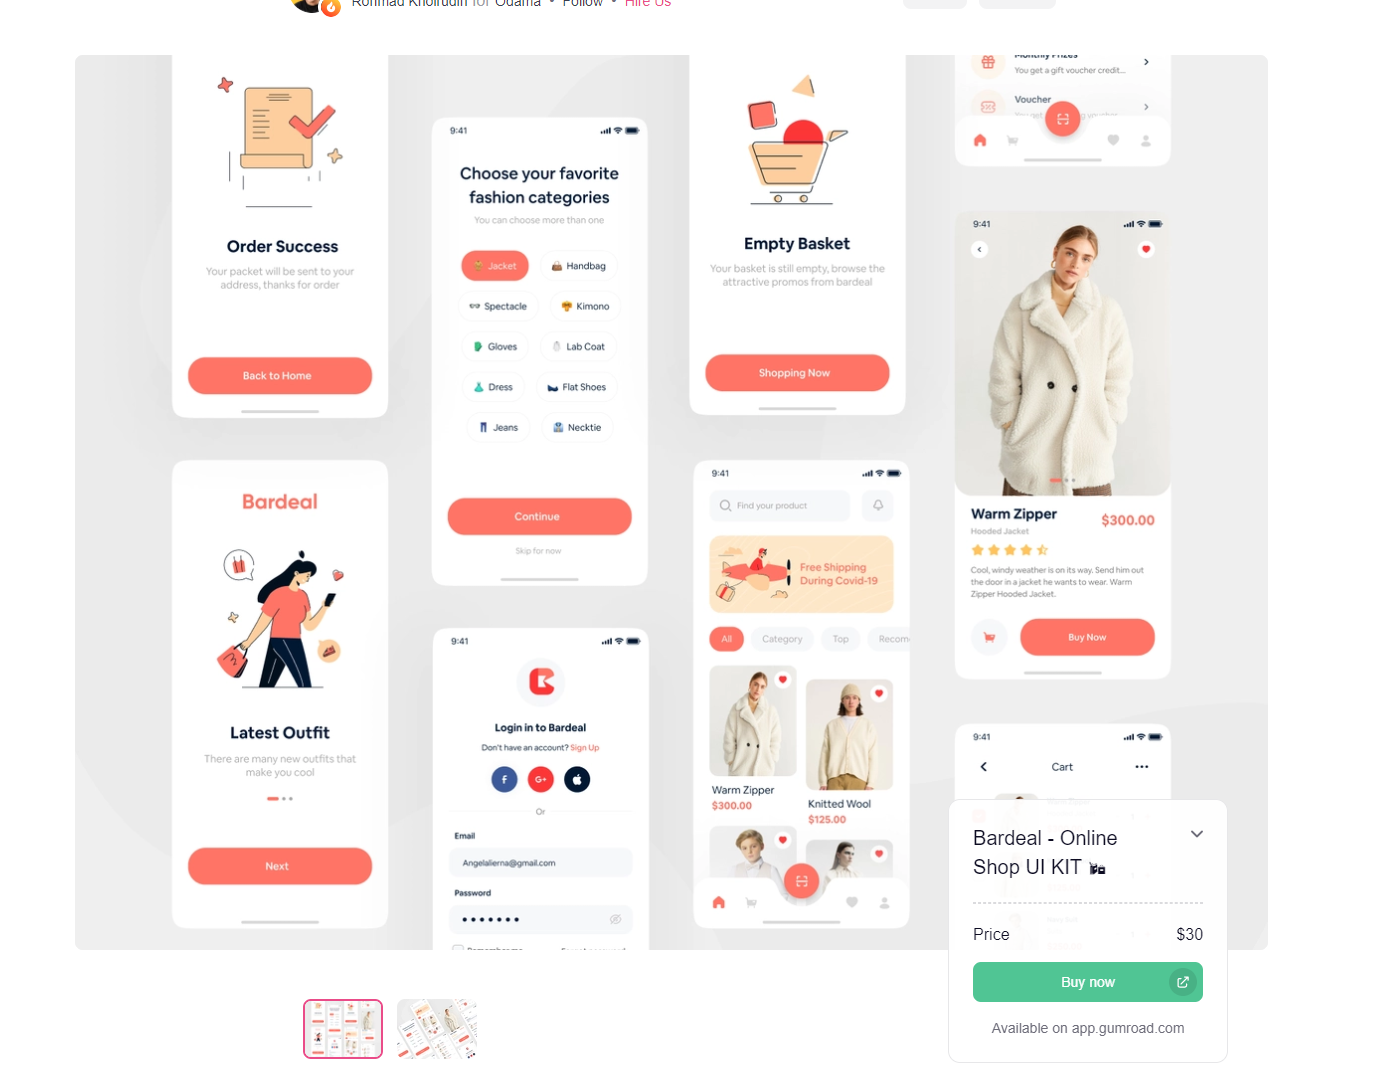 Rohmad Khoirudin for Odama • Follow • Hire Us
Order Success
Your packet will be sent to your
address, thanks for order
Back to Home
9:41
Choose your favorite
fashion categories
You can choose more than one
Jacket
Handbag
Spectacle
Kimono
Gloves
Lab Coat
Dress
Flat Shoes
Jeans
Necktie
Continue
Skip for now
Empty Basket
Your basket is still empty, browse the
attractive promos from bardeal
Shopping Now
Monthly Prizes
You get a gift voucher credit...
Voucher
9:41
Warm Zipper
$300.00
Hooded Jacket
Cool, windy weather is on its way. Send him out
the door in a jacket he wants to wear. Warm
Zipper Hooded Jacket.
Buy Now
Bardeal
Latest Outfit
There are many new outfits that
make you cool
Next
9:41
Login in to Bardeal
Don't have an account? Sign Up
f
G+
Or
Email
Angelalierna@gmail.com
Password
9:41
Find your product
Free Shipping
During Covid-19
All
Category
Top
Recom
Warm Zipper
$300.00
Knitted Wool
$125.00
9:41
Cart
Bardeal - Online
Shop UI KIT
Price
$30
Buy now
Available on app.gumroad.com